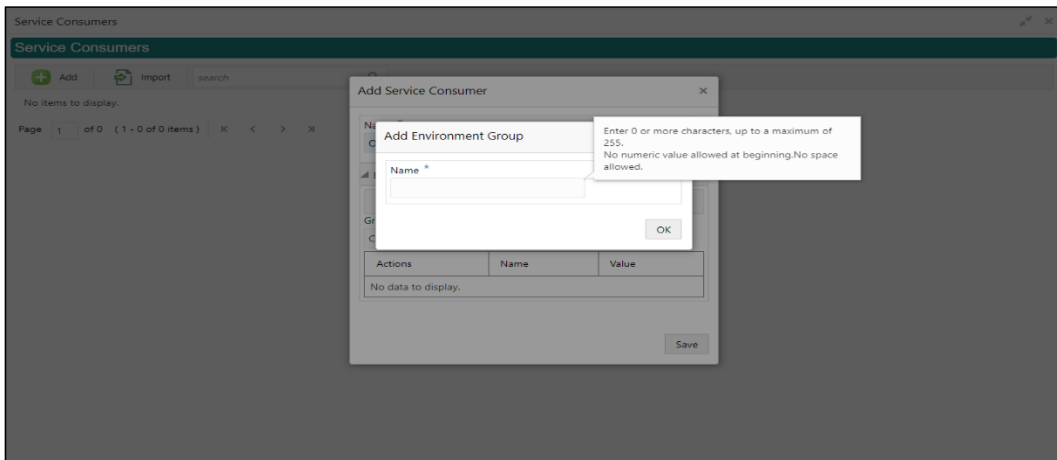 Service Consumers
Service Consumers
Add Import search
No items to display.
Page 1 of 0 (1-0 of 0 items) K < >
Add Service Consumer
Add Environment Group
Name *
Enter 0 or more characters, up to a maximum of
255.
No numeric value allowed at beginning.No space
allowed.
OK
Actions Name Value
No data to display.
Save